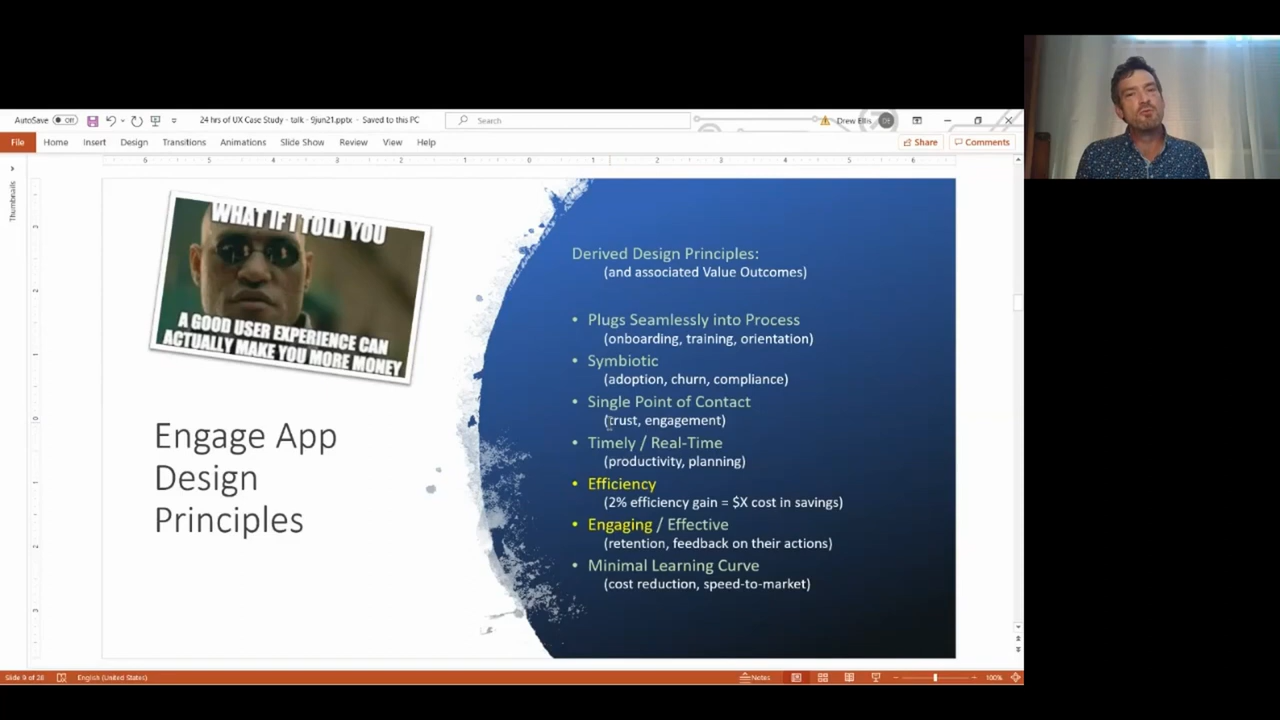 AutoSave Off
24 hrs of UX Case Study - talk - 9jun21.pptx - Saved to this PC
Search
Drew Ellis
DE
File Home Insert Design Transitions Animations Slide Show Review View Help
Share Comments
Thumbnails
WHAT IF I TOLD YOU
A GOOD USER EXPERIENCE CAN
ACTUALLY MAKE YOU MORE MONEY
Engage App
Design
Principles
Derived Design Principles:
(and associated Value Outcomes)
• Plugs Seamlessly into Process
(onboarding, training, orientation)
• Symbiotic
(adoption, churn, compliance)
• Single Point of Contact
(trust, engagement)
• Timely / Real-Time
(productivity, planning)
• Efficiency
(2% efficiency gain = $X cost in savings)
• Engaging / Effective
(retention, feedback on their actions)
• Minimal Learning Curve
(cost reduction, speed-to-market)
Slide 9 of 28 English (United States) Notes 100%